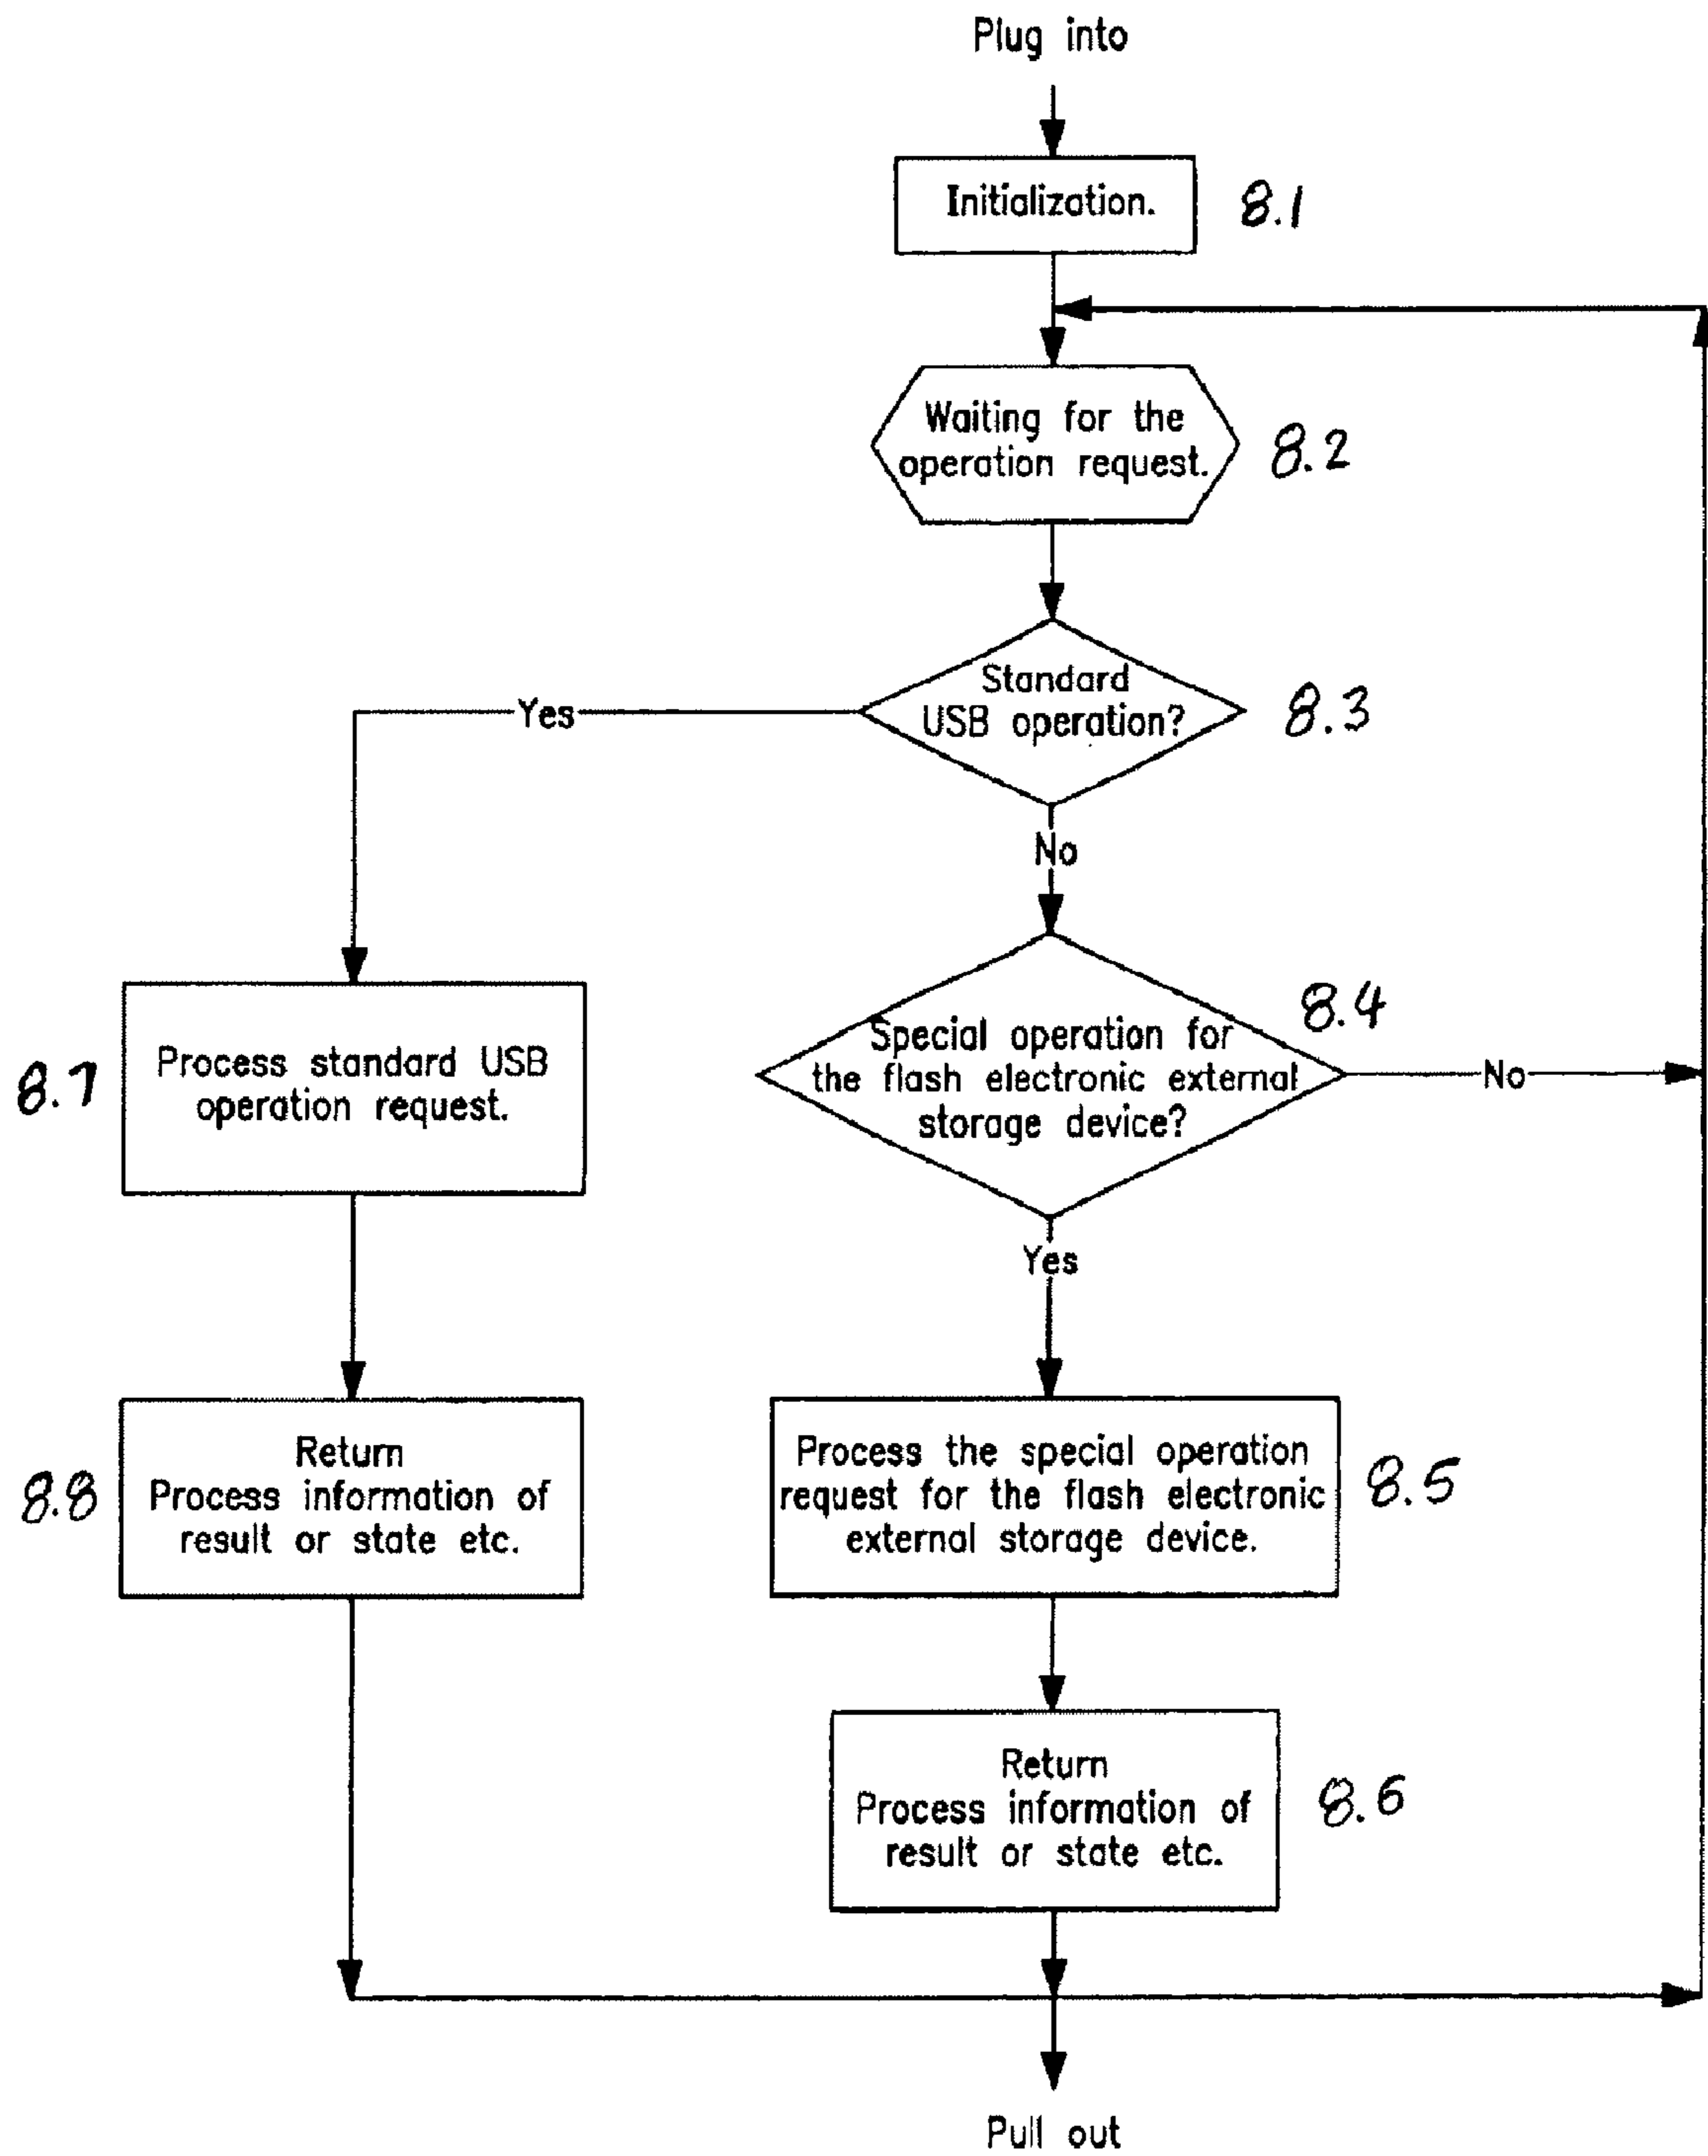 Plug into
Initialization.
8.1
Waiting for the
operation request.
8.2
Standard
USB operation?
8.3
Yes
No
Special operation for
the flash electronic external
storage device?
8.4
No
Yes
Process standard USB
operation request.
8.7
Return
Process information of
result or state etc.
8.8
Process the special operation
request for the flash electronic
external storage device.
8.5
Return
Process information of
result or state etc.
8.6
Pull out